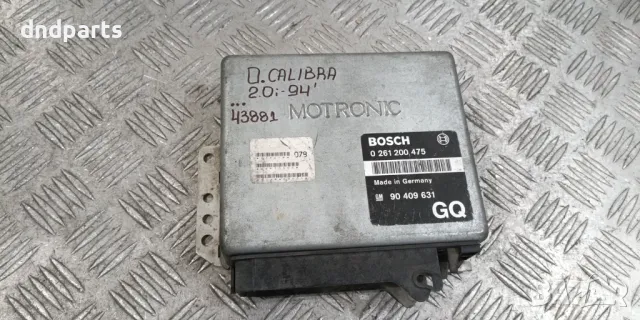 dndparts
П.CALIBRA
2.0i-94'
...
43881
MOTRONIC
BOSCH
0 261 200 475
Made in Germany
GM 90 409 631
GQ
079
BAZAR